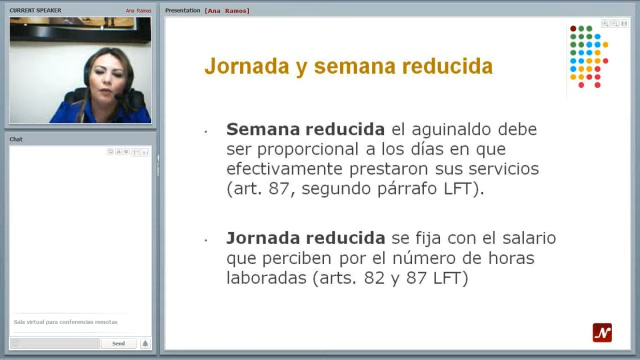 CURRENT SPEAKER
Ana Ramos
Presentation [Ana Ramos]
Jornada y semana reducida
Semana reducida el aguinaldo debe
ser proporcional a los días en que
efectivamente prestaron sus servicios
(art. 87, segundo párrafo LFT).
Jornada reducida se fija con el salario
que perciben por el número de horas
laboradas (arts. 82 y 87 LFT)
Chat
Sala virtual para conferencias remotas
Send
N